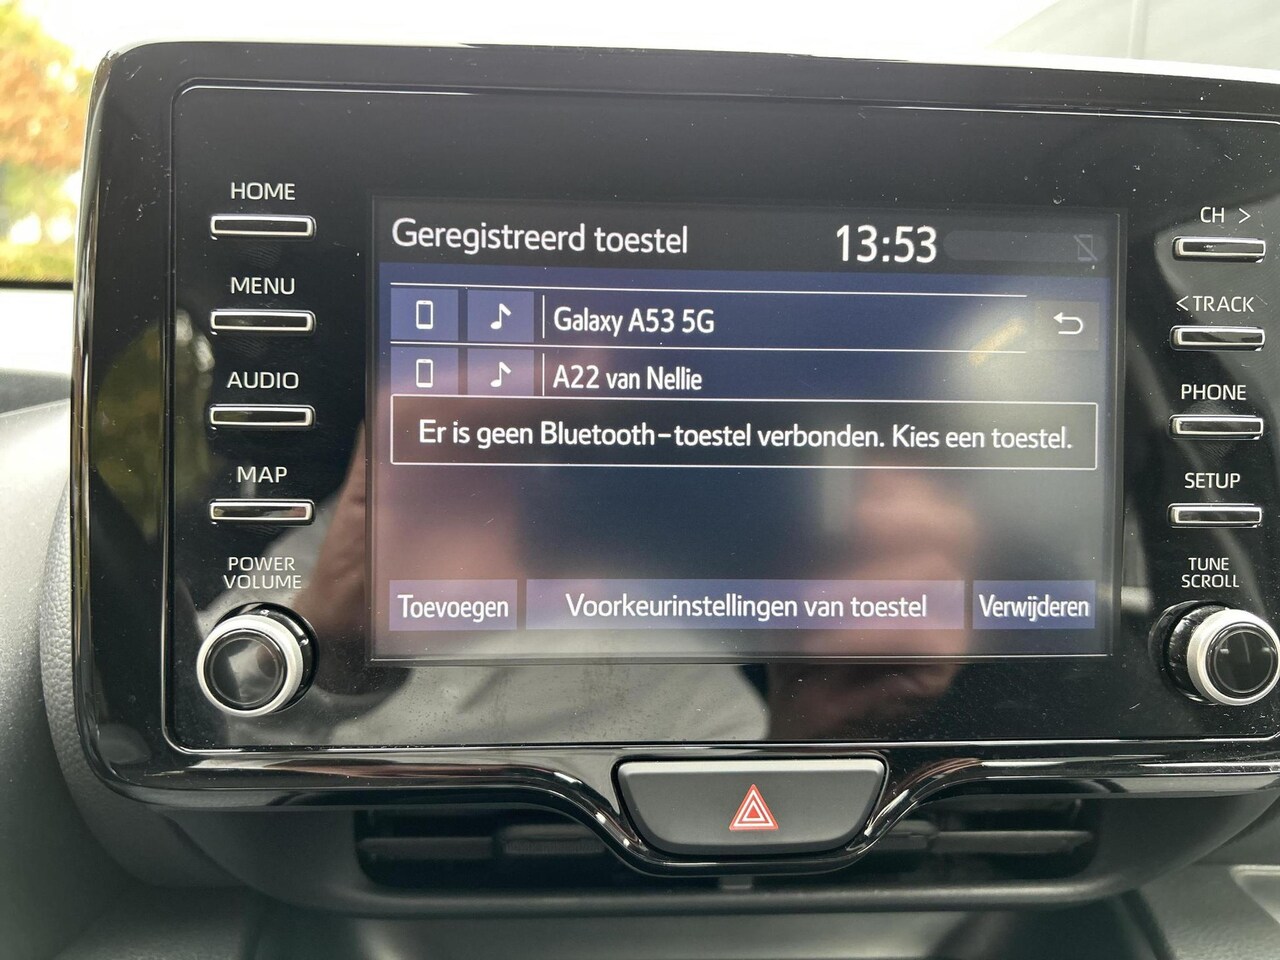 HOME
MENU
AUDIO
MAP
POWER
VOLUME
Geregistreerd toestel 13:53
Galaxy A53 5G
A22 van Nellie
Er is geen Bluetooth-toestel verbonden. Kies een toestel.
Toevoegen Voorkeurinstellingen van toestel Verwijderen
CH >
<TRACK
PHONE
SETUP
TUNE
SCROLL